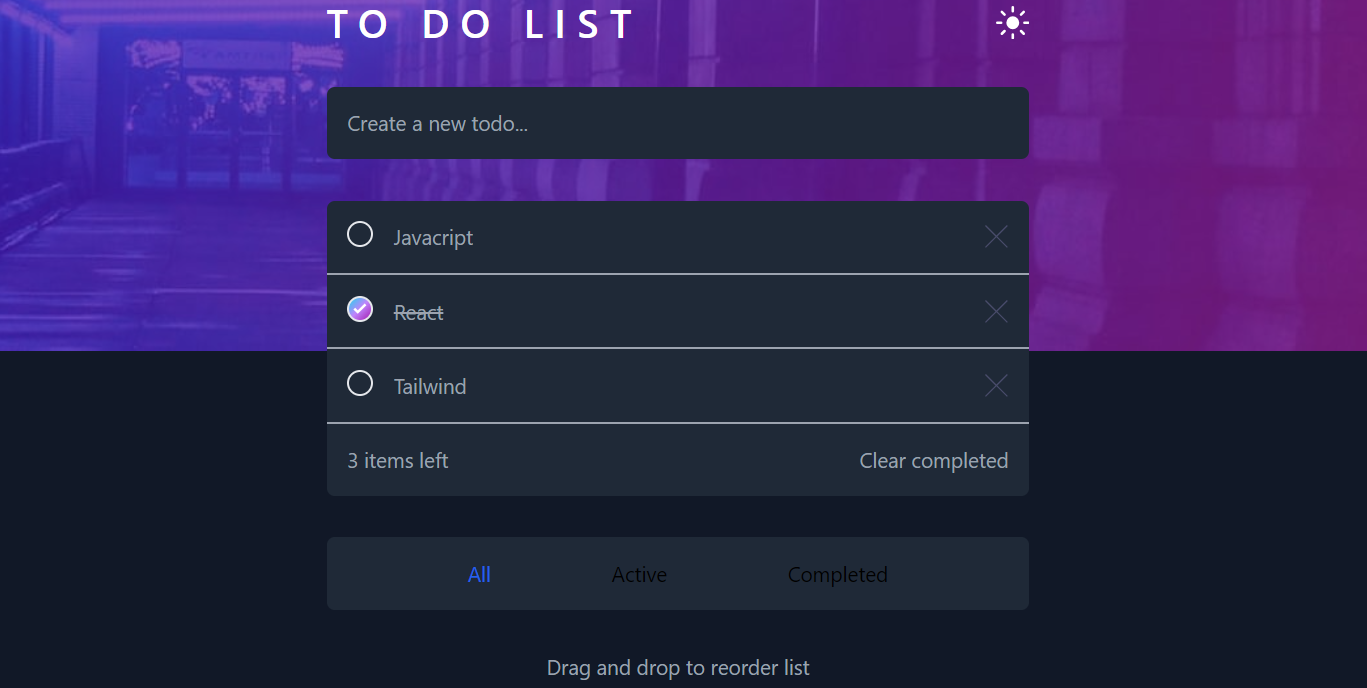 TO DO LIST
Create a new todo...
Javacript
React
Tailwind
3 items left Clear completed
All Active Completed
Drag and drop to reorder list